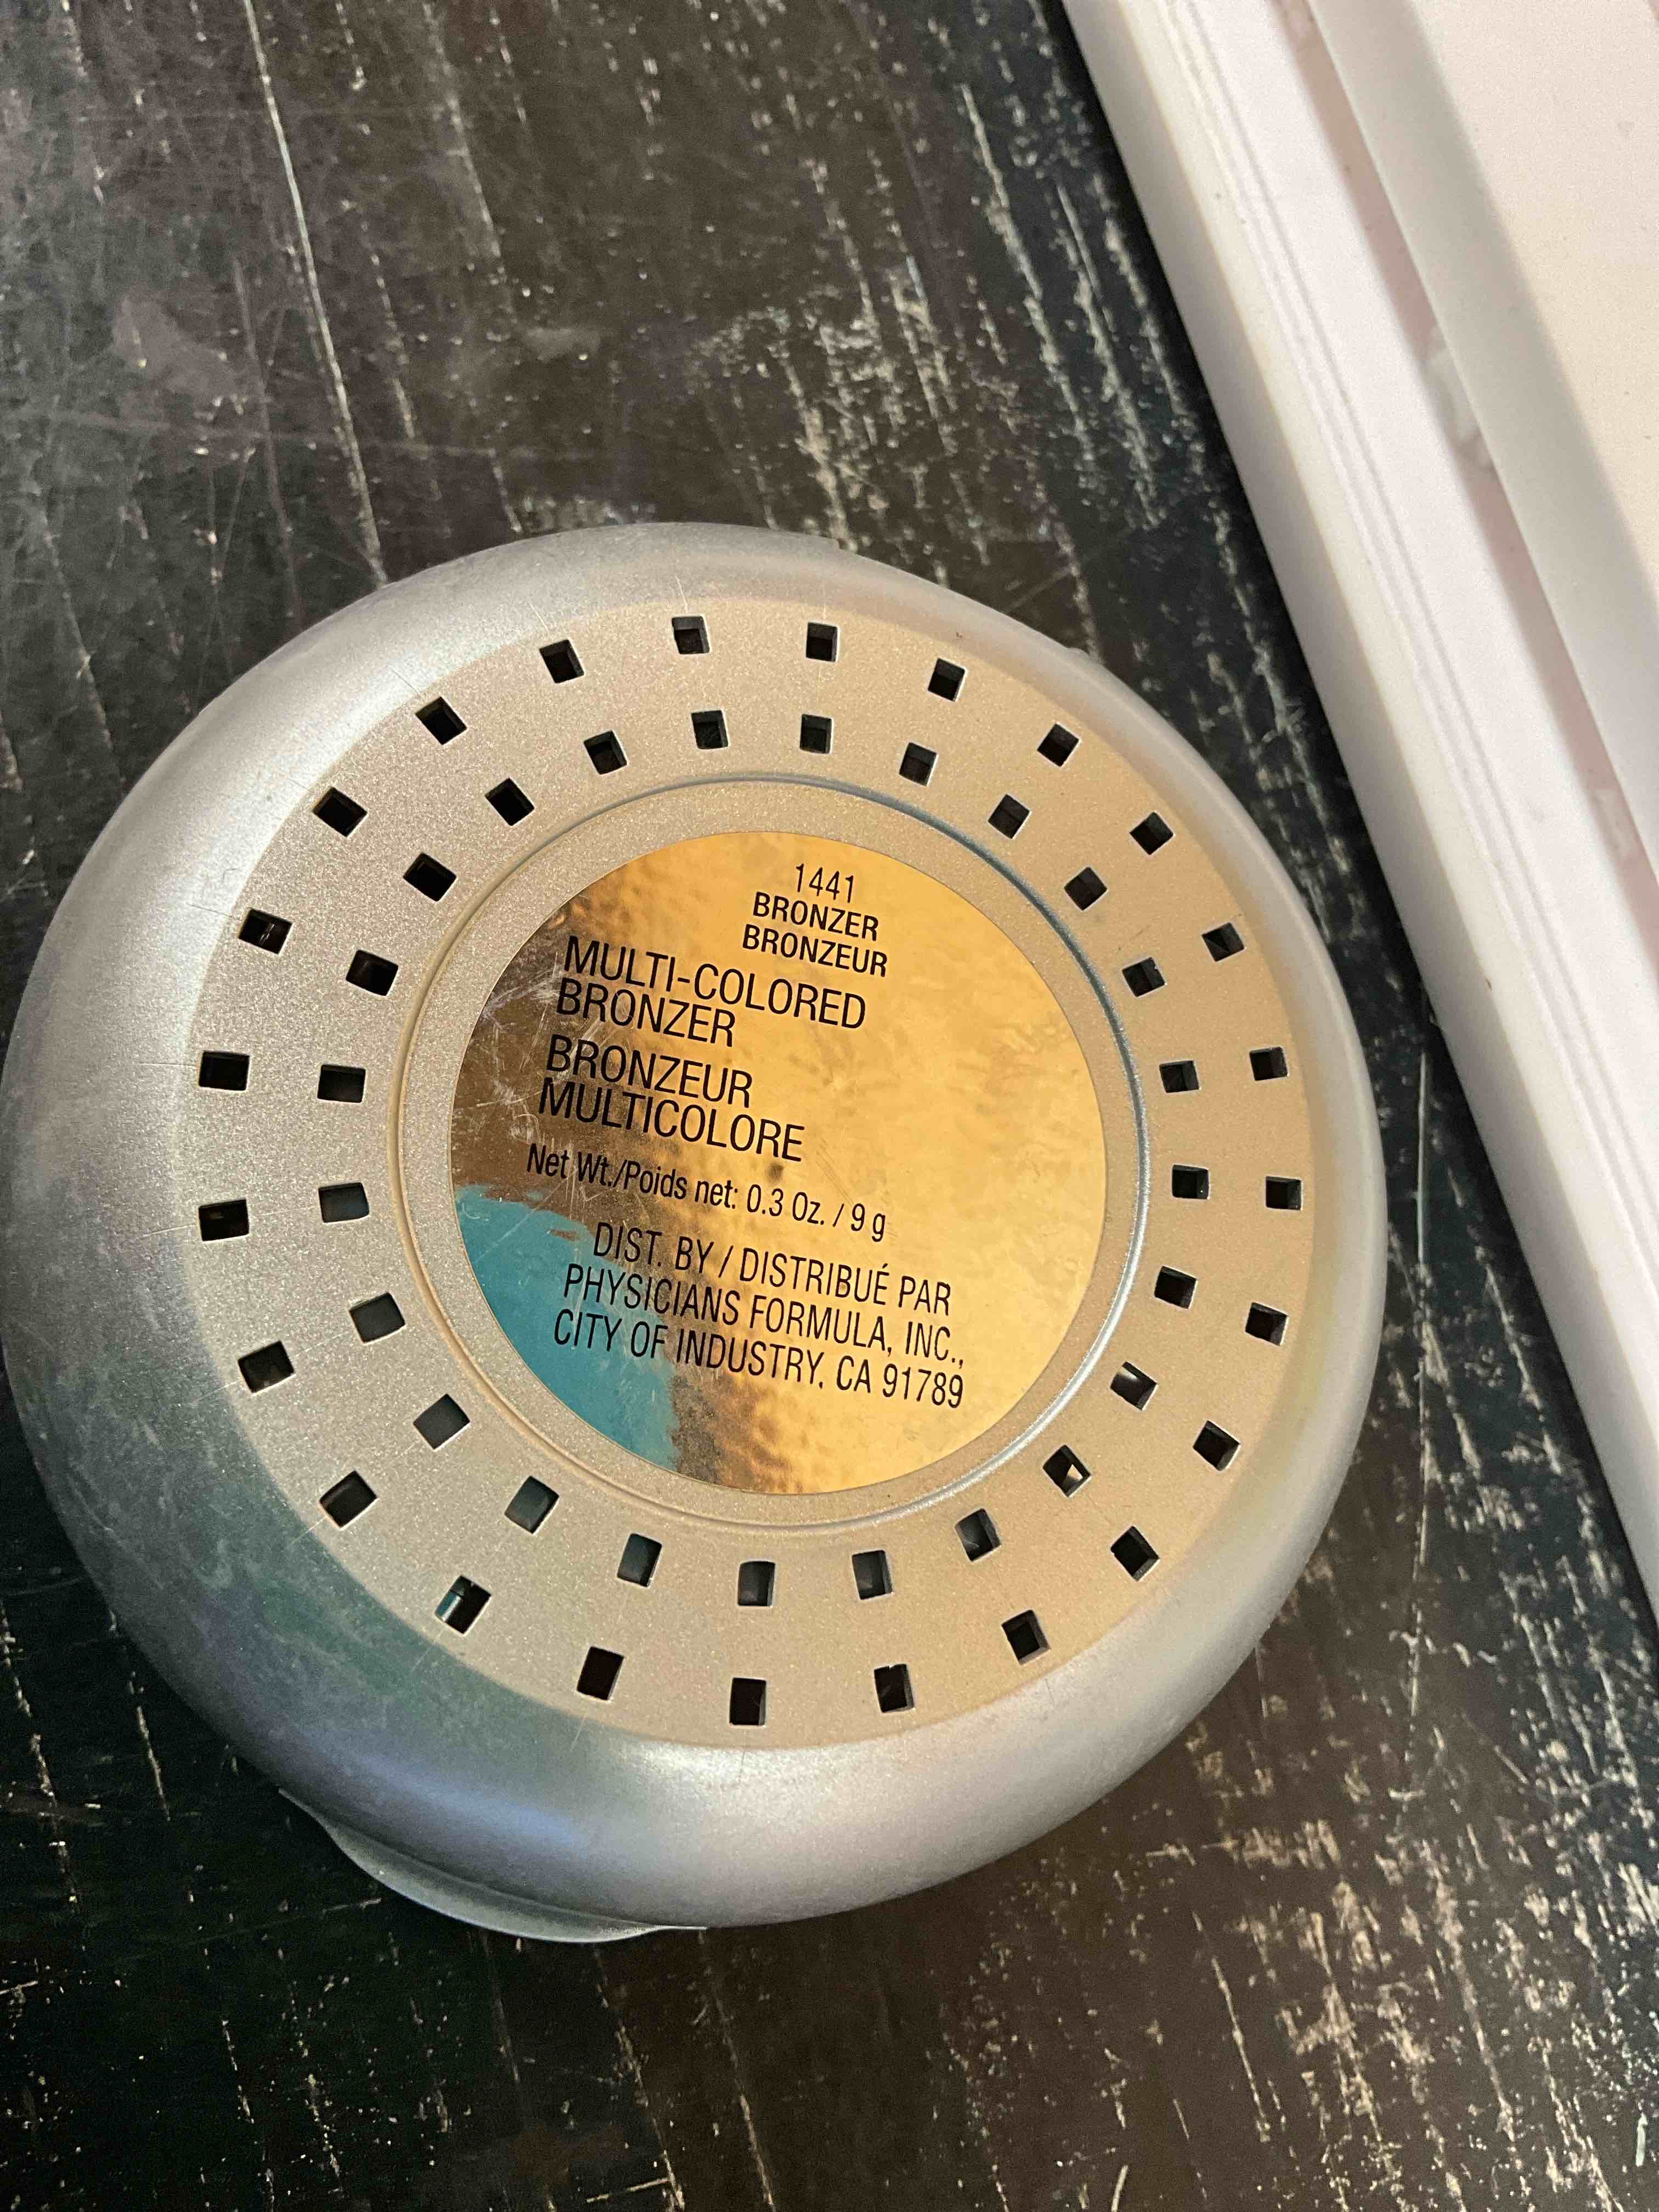 1441
BRONZER
BRONZEUR
MULTI-COLORED
BRONZER
BRONZEUR
MULTICOLORE
Net Wt./Poids net: 0.3 Oz. / 9 g
DIST. BY / DISTRIBUÉ PAR
PHYSICIANS FORMULA, INC.,
CITY OF INDUSTRY. CA 91789